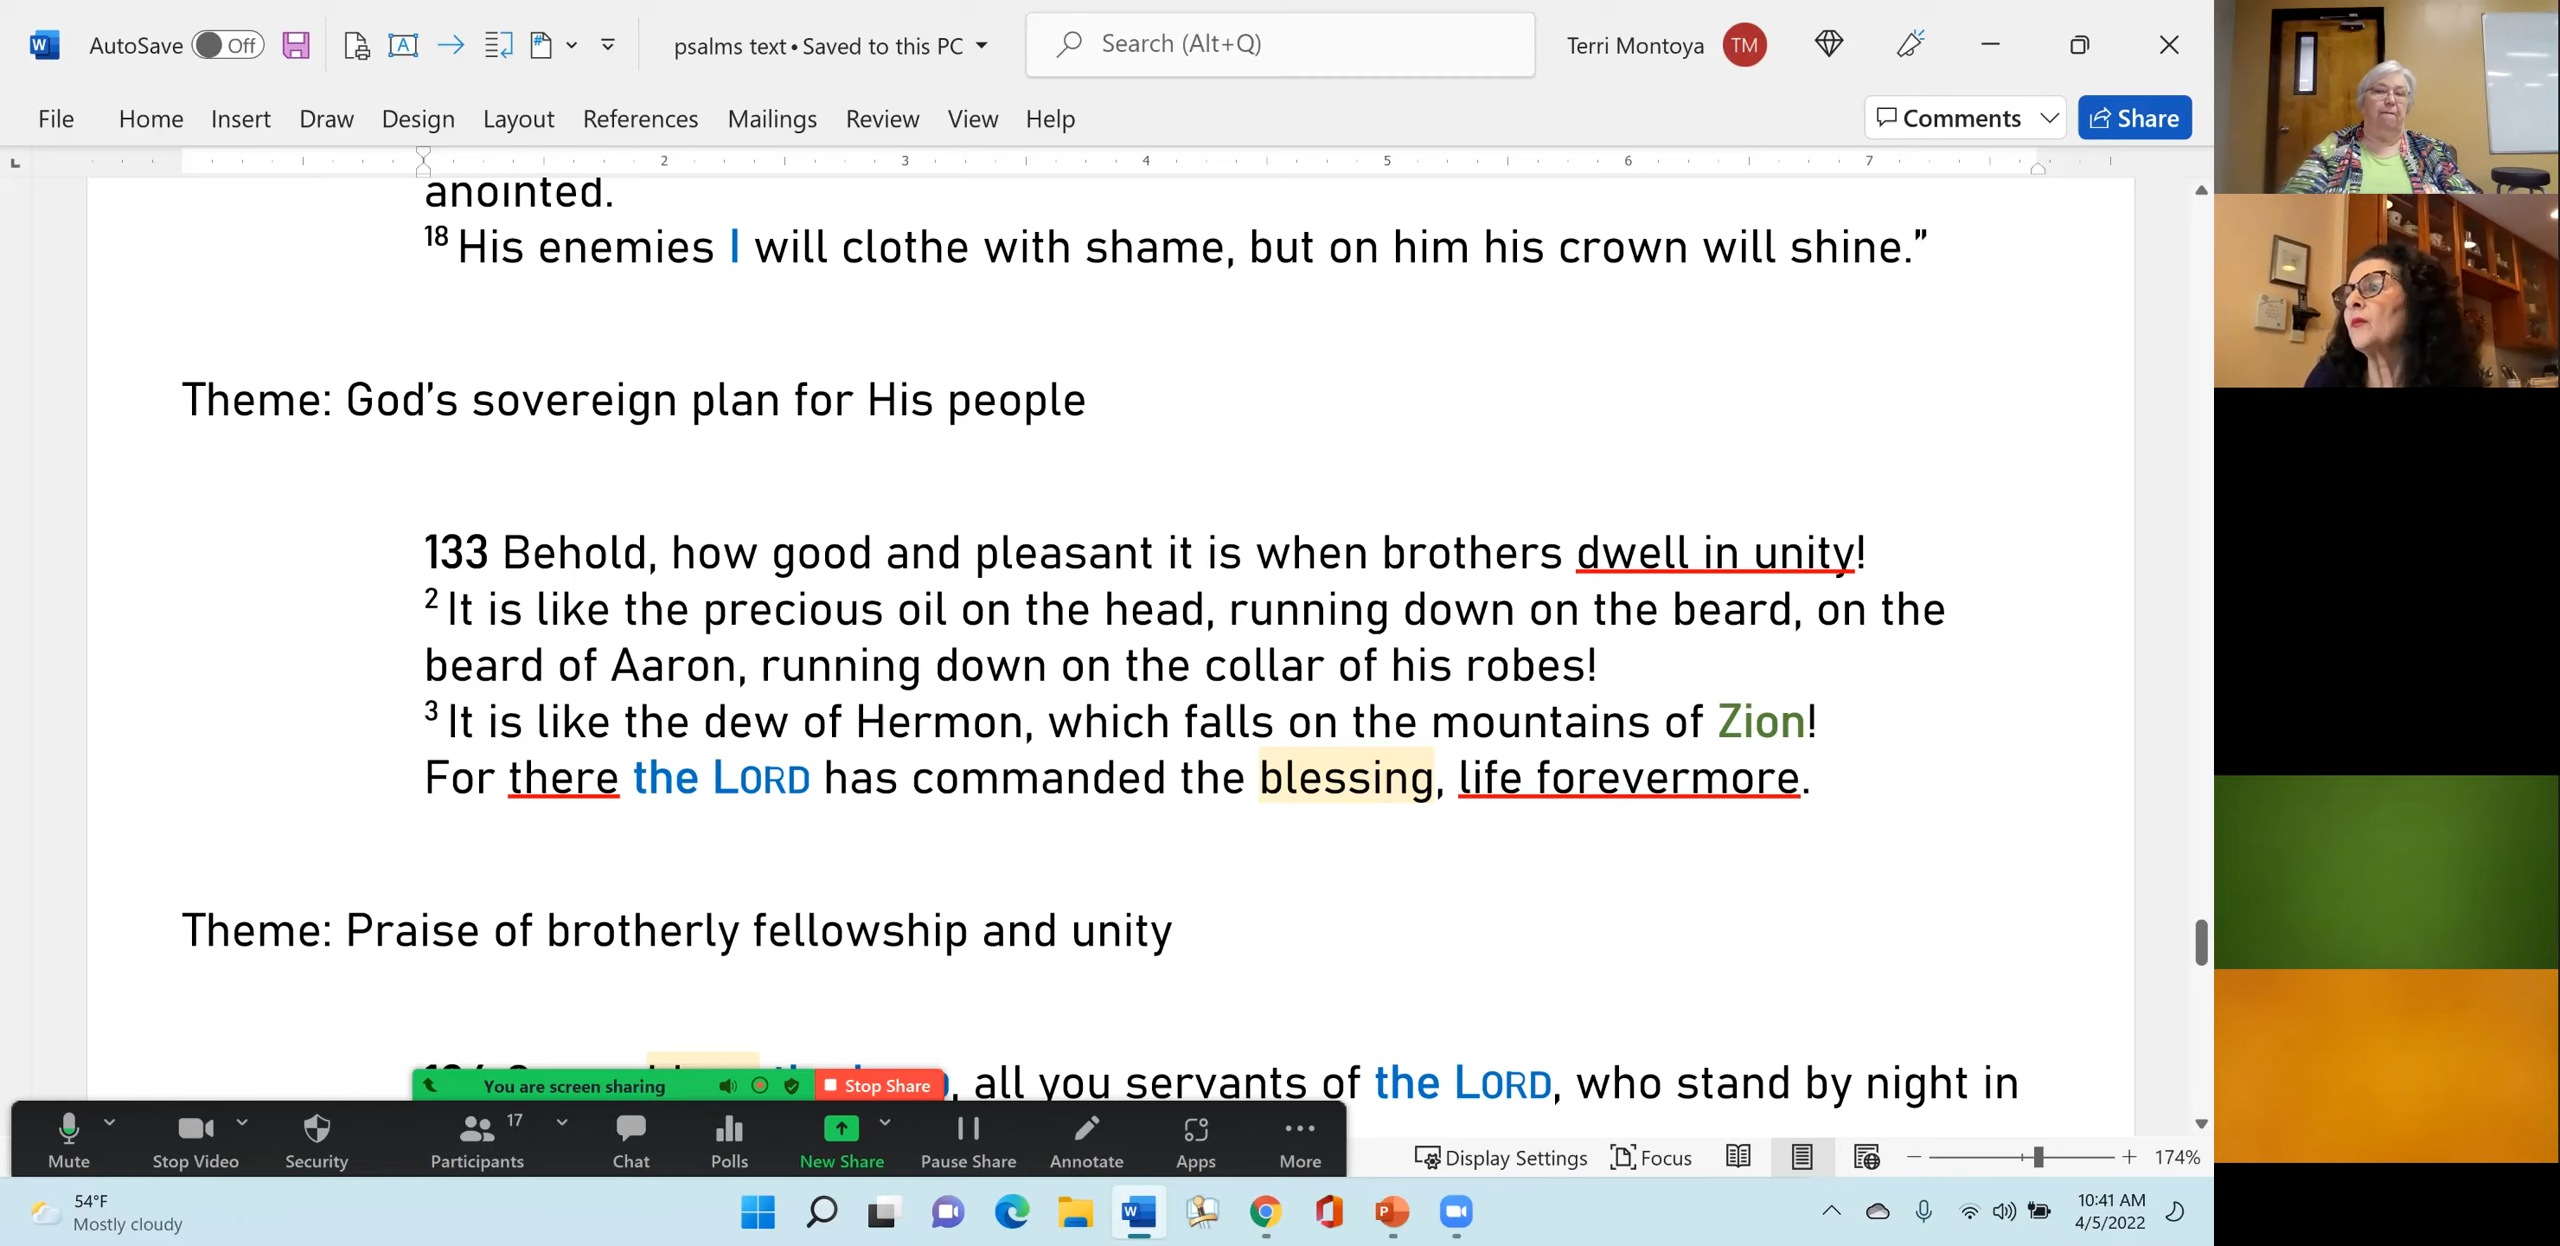 AutoSave Off psalms text • Saved to this PC Search (Alt+Q) Terri Montoya TM
File Home Insert Draw Design Layout References Mailings Review View Help Comments Share
2 3 4 5 6 7
anointed.
18 His enemies I will clothe with shame, but on him his crown will shine.”
Theme: God’s sovereign plan for His people
133 Behold, how good and pleasant it is when brothers dwell in unity!
2 It is like the precious oil on the head, running down on the beard, on the
beard of Aaron, running down on the collar of his robes!
3 It is like the dew of Hermon, which falls on the mountains of Zion!
For there the LORD has commanded the blessing, life forevermore.
Theme: Praise of brotherly fellowship and unity
, all you servants of the LORD, who stand by night in
You are screen sharing Stop Share
17
Mute Stop Video Security Participants Chat Polls New Share Pause Share Annotate Apps More
Display Settings Focus 174%
54°F
Mostly cloudy
10:41 AM
4/5/2022